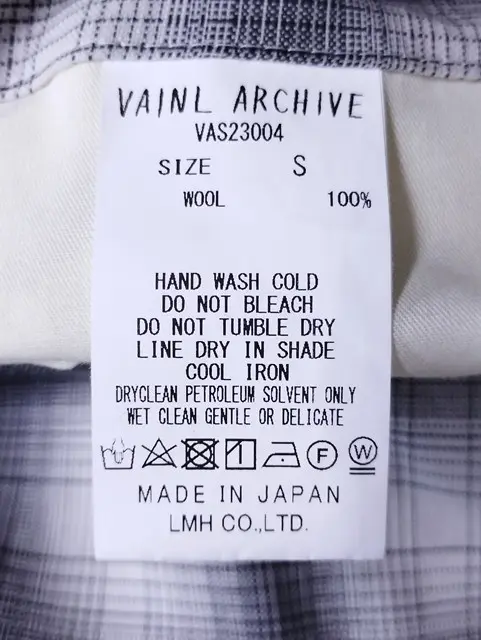 VAINL ARCHIVE
VAS23004
SIZE S
WOOL 100%
HAND WASH COLD
DO NOT BLEACH
DO NOT TUMBLE DRY
LINE DRY IN SHADE
COOL IRON
DRYCLEAN PETROLEUM SOLVENT ONLY
WET CLEAN GENTLE OR DELICATE
F W
MADE IN JAPAN
LMH CO.,LTD.